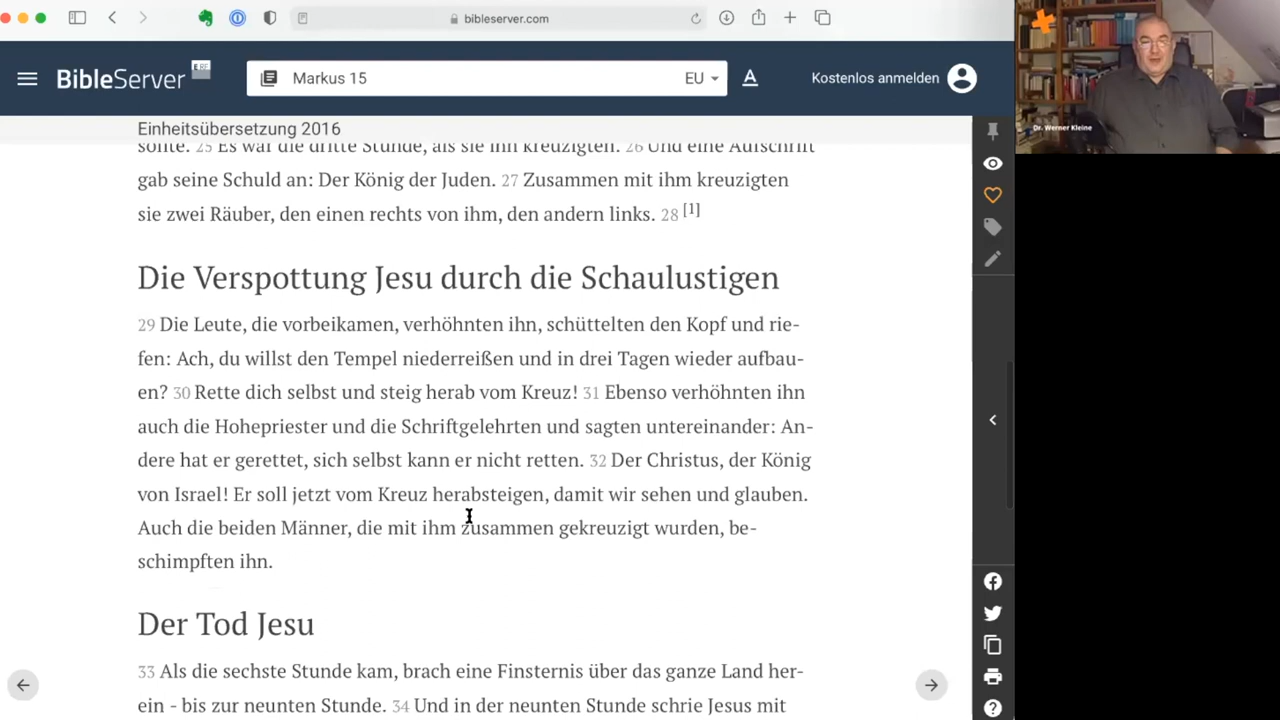 bibleserver.com
BibleServer ERF
Markus 15
EU
A
Kostenlos anmelden
Dr. Werner Kleine
Einheitsübersetzung 2016
sollte. 25 Es war die dritte Stunde, als sie ihn kreuzigten. 26 Und eine Aufschrift
gab seine Schuld an: Der König der Juden. 27 Zusammen mit ihm kreuzigten
sie zwei Räuber, den einen rechts von ihm, den andern links. 28 [1]
Die Verspottung Jesu durch die Schaulustigen
29 Die Leute, die vorbeikamen, verhöhnten ihn, schüttelten den Kopf und rie-
fen: Ach, du willst den Tempel niederreißen und in drei Tagen wieder aufbau-
en? 30 Rette dich selbst und steig herab vom Kreuz! 31 Ebenso verhöhnten ihn
auch die Hohepriester und die Schriftgelehrten und sagten untereinander: An-
dere hat er gerettet, sich selbst kann er nicht retten. 32 Der Christus, der König
von Israel! Er soll jetzt vom Kreuz herabsteigen, damit wir sehen und glauben.
Auch die beiden Männer, die mit ihm zusammen gekreuzigt wurden, be-
schimpften ihn.
Der Tod Jesu
33 Als die sechste Stunde kam, brach eine Finsternis über das ganze Land her-
ein - bis zur neunten Stunde. 34 Und in der neunten Stunde schrie Jesus mit